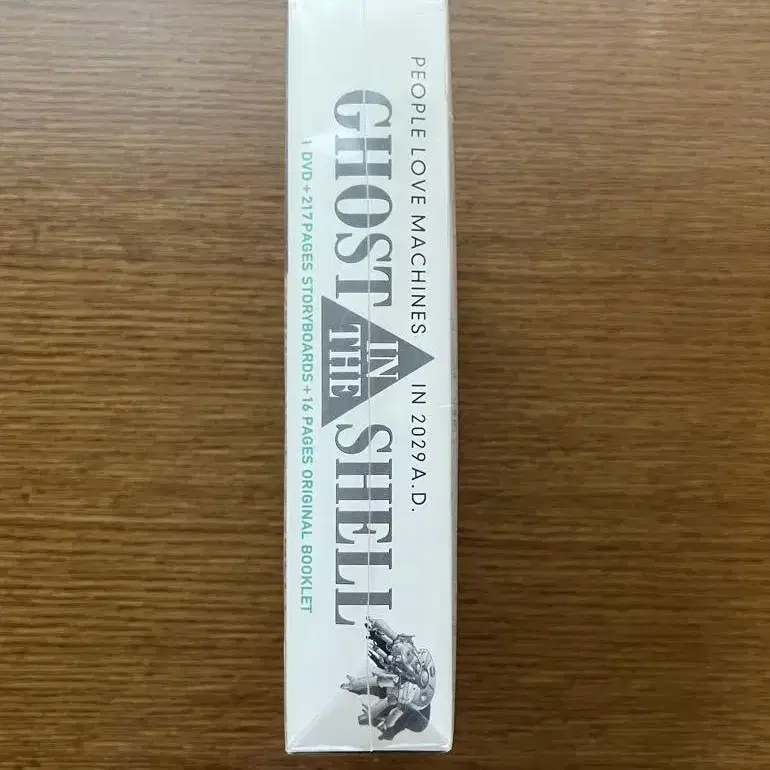 PEOPLE LOVE MACHINES IN 2029 A.D.
GHOST IN THE SHELL
1 DVD + 217 PAGES STORYBOARDS + 16 PAGES ORIGINAL BOOKLET